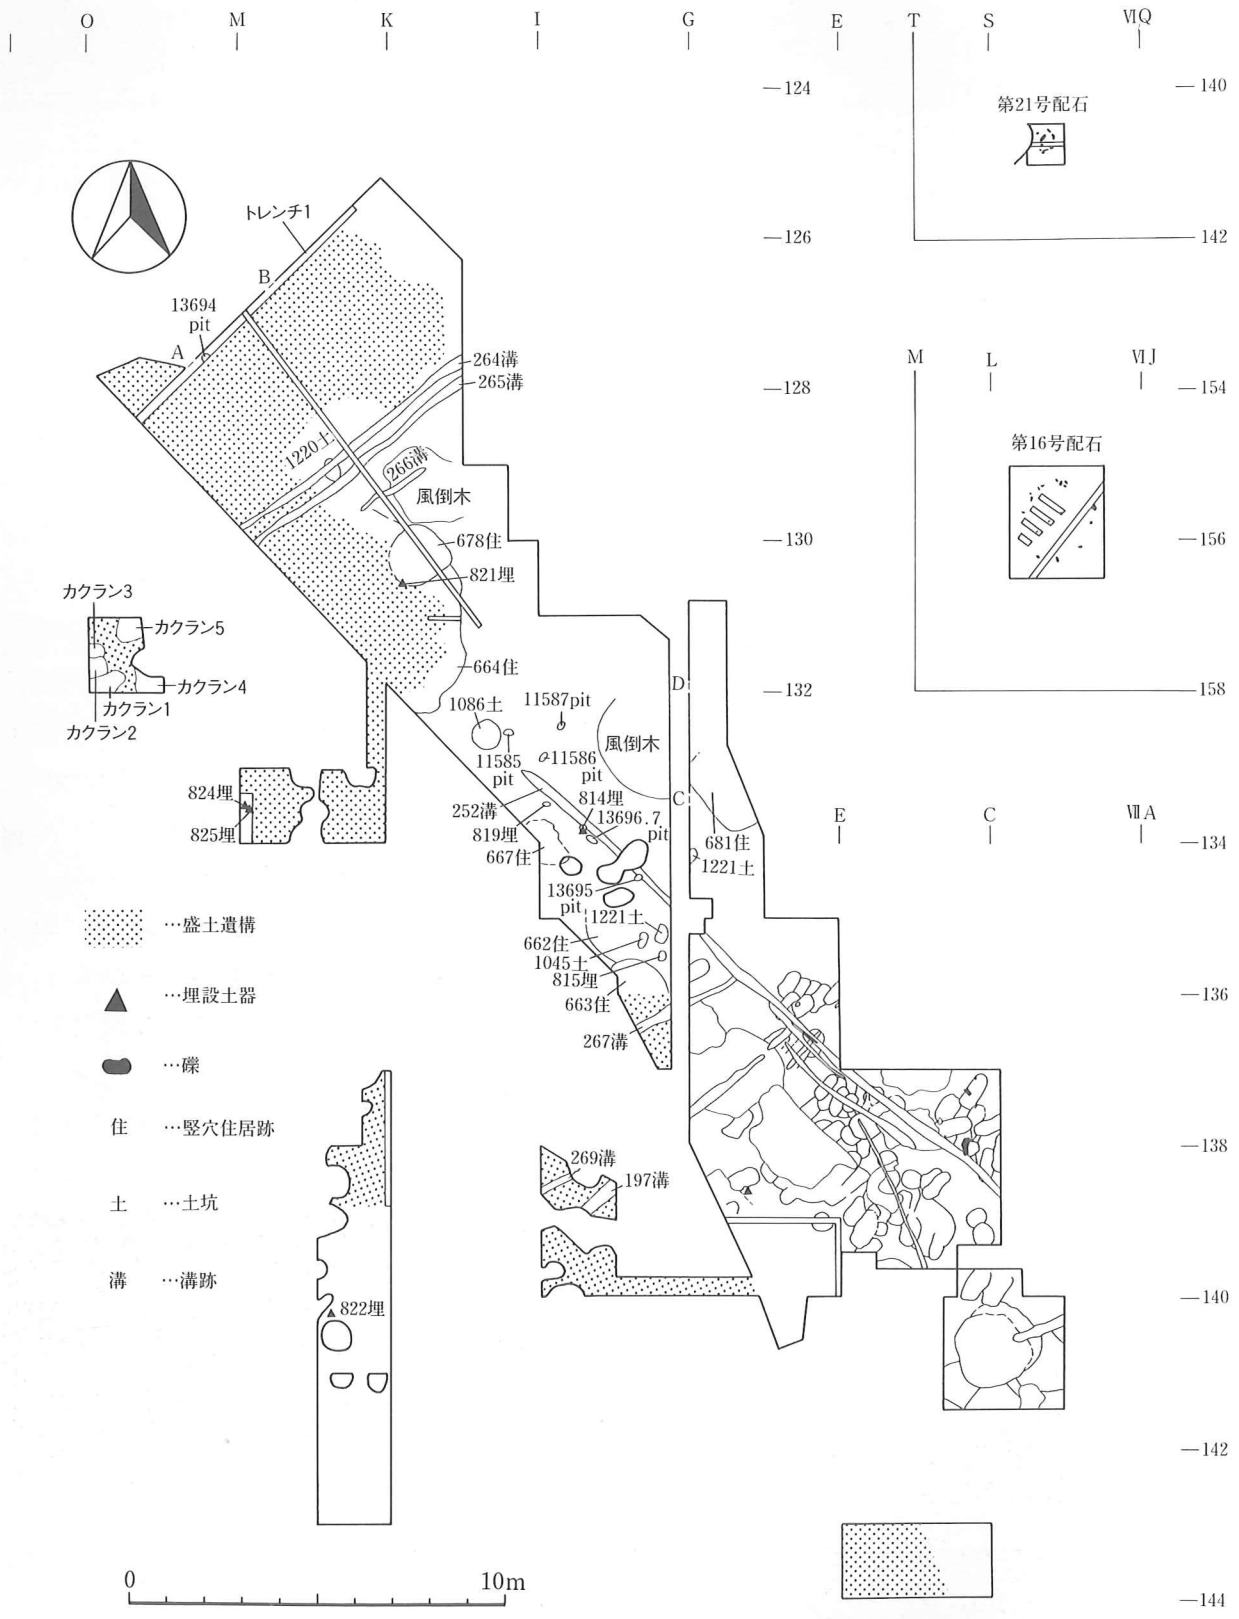 O M K I G E T S ⅥQ
—124
—140
第21号配石
—126
—142
トレンチ1
B
13694
pit
A
264溝
265溝
—128
M L ⅥJ
—154
1220土
266溝
風倒木
第16号配石
—130
—156
678住
821埋
カクラン3
カクラン5
カクラン4
カクラン1
カクラン2
664住
D
—132
—158
1086土
11587pit
風倒木
11585
pit
11586
pit
824埋
825埋
252溝
814埋
C
13696.7
pit
819埋
667住
681住
1221土
E C ⅦA
—134
13695
pit
1221土
662住
1045土
815埋
663住
267溝
—136
…盛土遺構
…埋設土器
…礫
住 …竪穴住居跡
土 …土坑
溝 …溝跡
—138
269溝
197溝
822埋
—140
—142
0 10m
—144